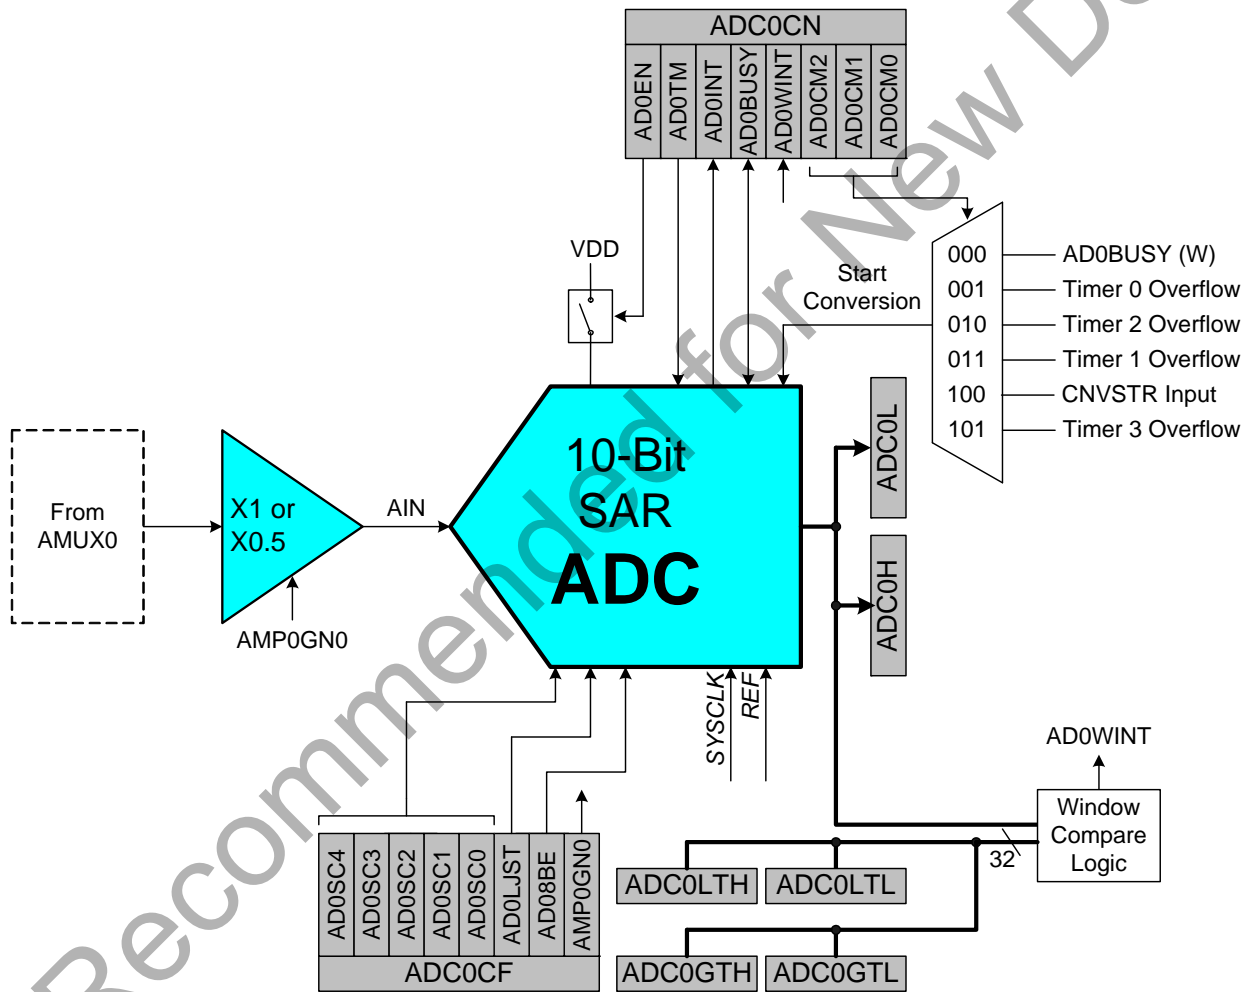 ADC0CN
AD0EN
AD0TM
AD0INT
AD0BUSY
AD0WINT
AD0CM2
AD0CM1
AD0CM0
VDD
Start
Conversion
000
AD0BUSY (W)
001
Timer 0 Overflow
010
Timer 2 Overflow
011
Timer 1 Overflow
100
CNVSTR Input
101
Timer 3 Overflow
From
AMUX0
X1 or
X0.5
AIN
AMP0GN0
10-Bit
SAR
ADC
ADC0L
ADC0H
SYSCLK
REF
AD0WINT
Window
Compare
Logic
32
AD0SC4
AD0SC3
AD0SC2
AD0SC1
AD0SC0
AD0LJST
AD08BE
AMP0GN0
ADC0CF
ADC0LTH
ADC0LTL
ADC0GTH
ADC0GTL
Recommended for New De